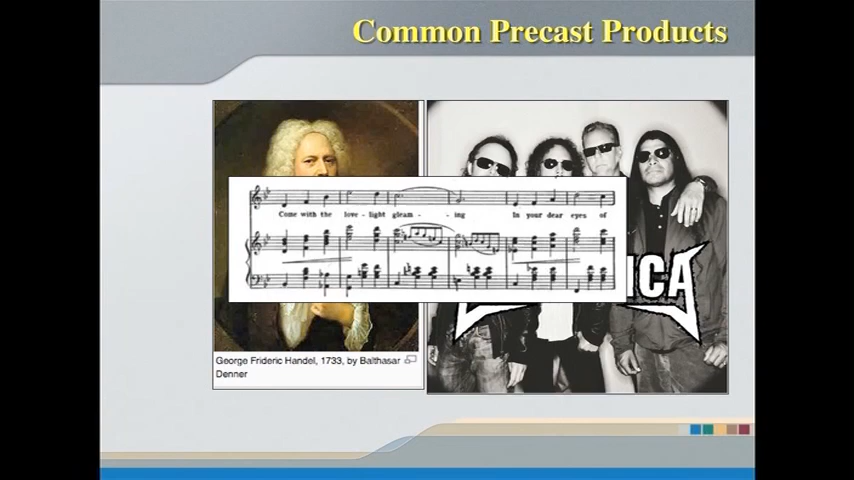 Common Precast Products
Come with the love - light gleam - ing In your dear eyes of
ICA
George Frideric Handel, 1733, by Balthasar
Denner